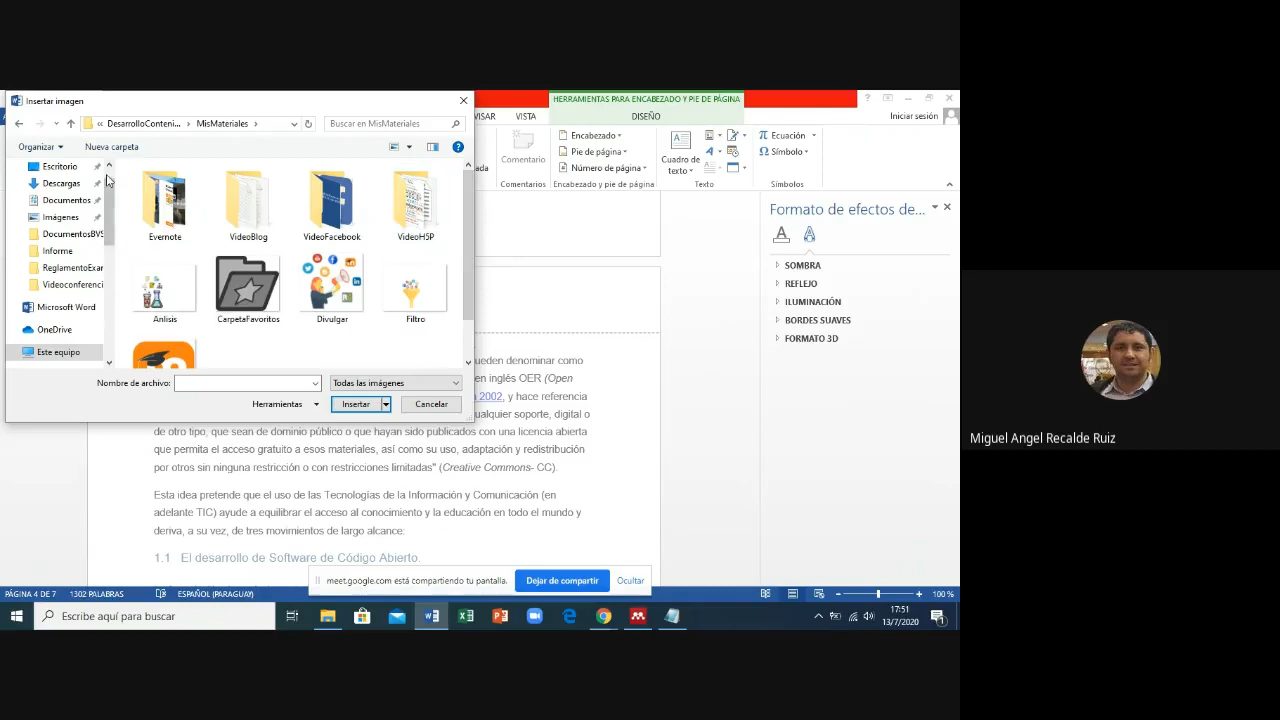 Insertar imagen
HERRAMIENTAS PARA ENCABEZADO Y PIE DE PÁGINA
VISAR
VISTA
DISEÑO
Iniciar sesión
DesarrolloConteni...
MisMateriales
Buscar en MisMateriales
Organizar
Nueva carpeta
Escritorio
Descargas
Documentos
Imágenes
DocumentosBVS
Informe
ReglamentoExar
Videoconferenci
Microsoft Word
OneDrive
Este equipo
Evernote
VideoBlog
VideoFacebook
VideoH5P
Anlisis
CarpetaFavoritos
Divulgar
Filtro
Nombre de archivo:
Todas las imágenes
Herramientas
Insertar
Cancelar
nada
Comentario
Comentarios
Encabezado
Pie de página
Número de página
Encabezado y pie de página
Cuadro de texto
Texto
Ecuación
Símbolo
Símbolos
Formato de efectos de...
SOMBRA
REFLEJO
ILUMINACIÓN
BORDES SUAVES
FORMATO 3D
ueden denominar como
en inglés OER (Open
2002, y hace referencia
ualquier soporte, digital o
de otro tipo, que sean de dominio público o que hayan sido publicados con una licencia abierta
que permita el acceso gratuito a esos materiales, así como su uso, adaptación y redistribución
por otros sin ninguna restricción o con restricciones limitadas" (Creative Commons- CC).
Esta idea pretende que el uso de las Tecnologías de la Información y Comunicación (en
adelante TIC) ayude a equilibrar el acceso al conocimiento y la educación en todo el mundo y
deriva, a su vez, de tres movimientos de largo alcance:
1.1 El desarrollo de Software de Código Abierto.
meet.google.com está compartiendo tu pantalla.
Dejar de compartir
Ocultar
PÁGINA 4 DE 7
1302 PALABRAS
ESPAÑOL (PARAGUAY)
100 %
Escribe aquí para buscar
17:51
13/7/2020
Miguel Angel Recalde Ruiz